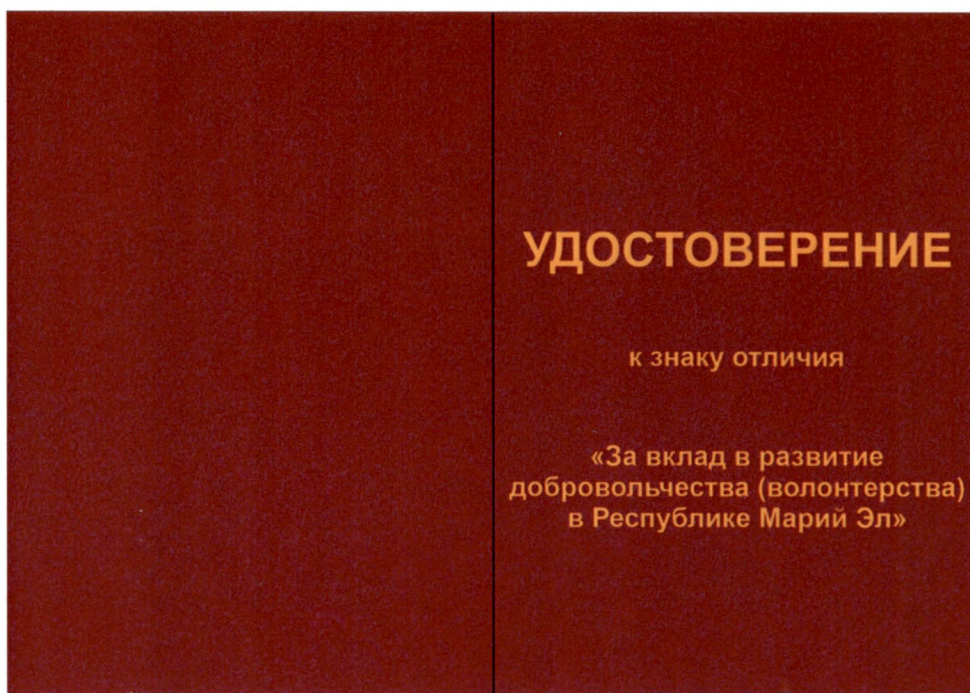 УДОСТОВЕРЕНИЕ
к знаку отличия
«За вклад в развитие
добровольчества (волонтерства)
в Республике Марий Эл»